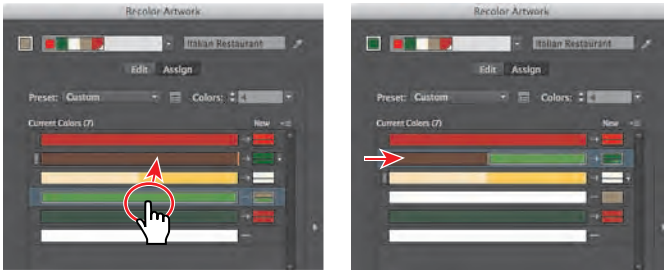 Recolor Artwork
Italian Restaurant
Edit Assign
Preset: Custom Colors: 4
Current Colors (7) New
Recolor Artwork
Italian Restaurant
Edit Assign
Preset: Custom Colors: 4
Current Colors (7) New